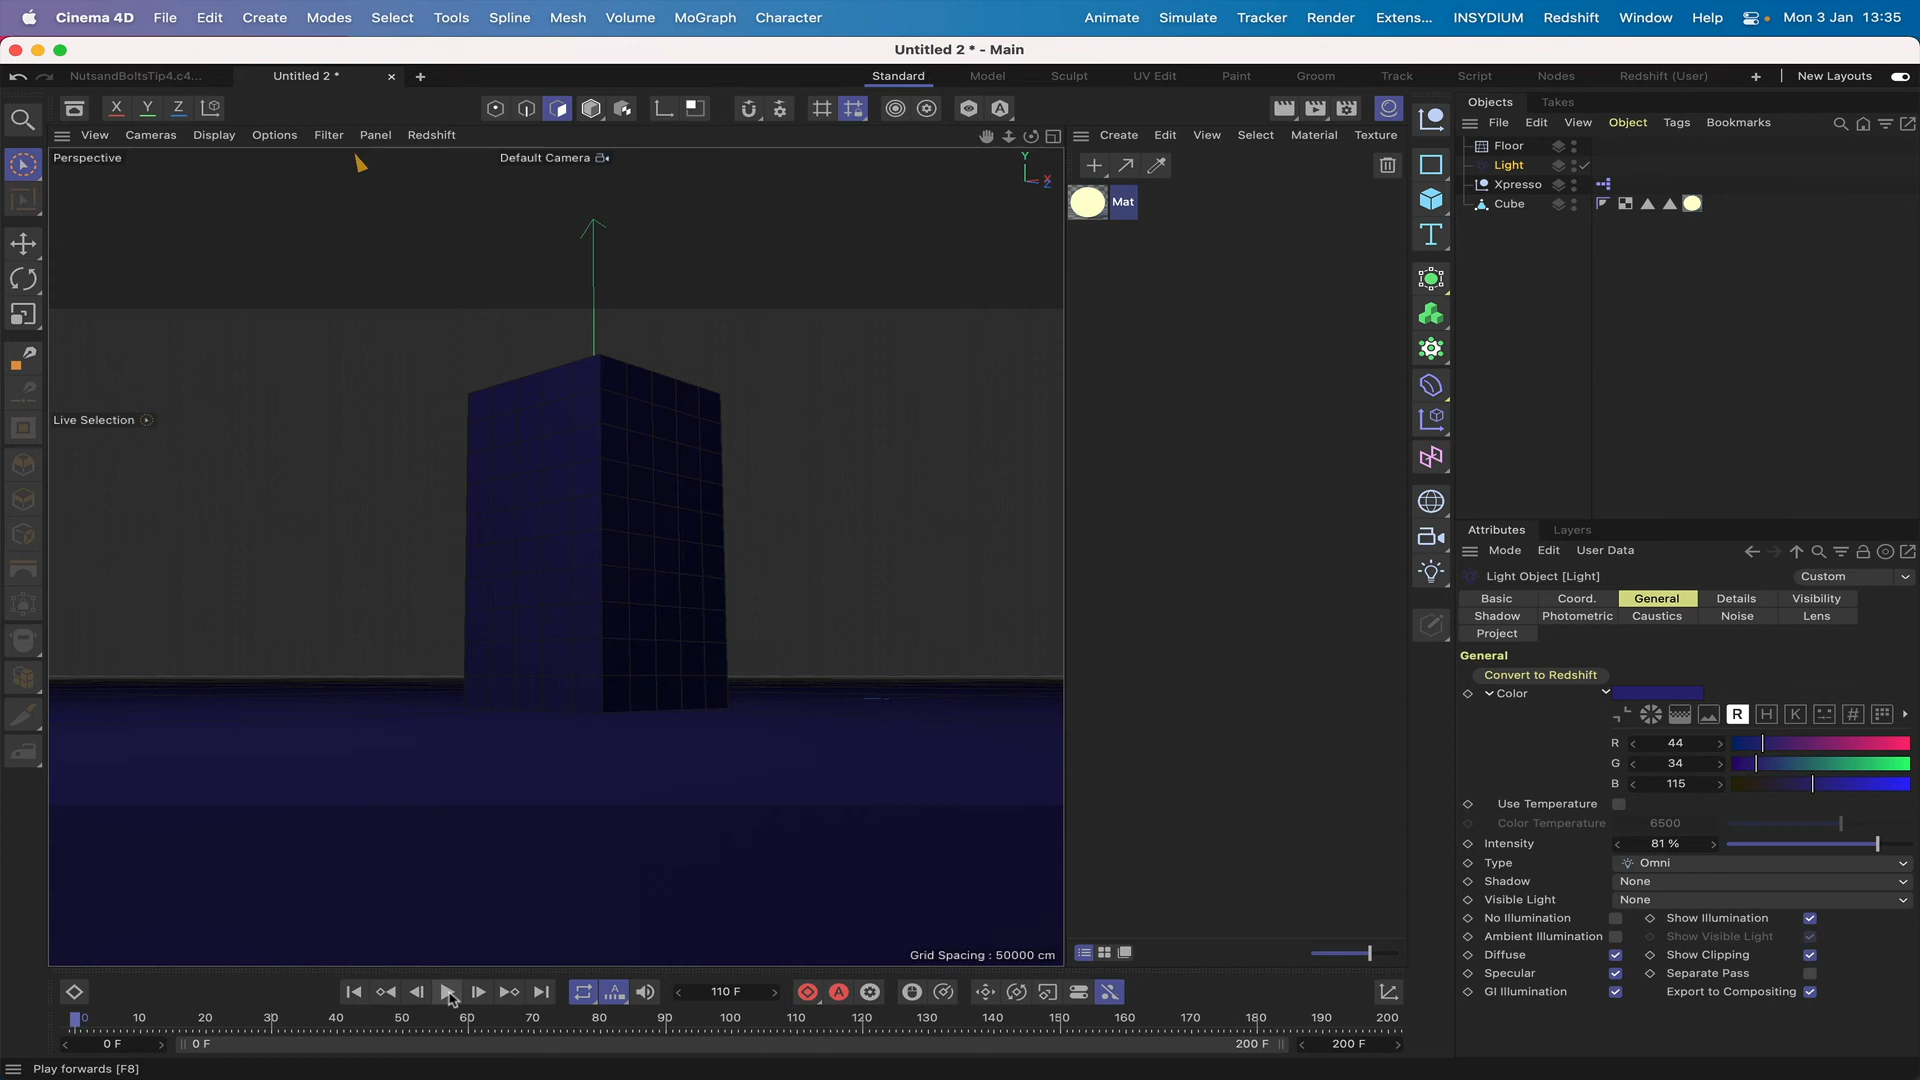 Cinema 4D File Edit Create Modes Select Tools Spline Mesh Volume MoGraph Character Animate Simulate Tracker Render Extens... INSYDIUM Redshift Window Help Mon 3 Jan 13:35
Untitled 2 * - Main
NutsandBoltsTip4.c4... Untitled 2 * Standard Model Sculpt UV Edit Paint Groom Track Script Nodes Redshift (User) New Layouts
X Y Z A
Objects Takes
File Edit View Object Tags Bookmarks
View Cameras Display Options Filter Panel Redshift
Create Edit View Select Material Texture
Perspective Default Camera
Y X Z
Live Selection
Mat
Floor
Light
Xpresso
Cube
Attributes Layers
Mode Edit User Data
Light Object [Light] Custom
Basic Coord. General Details Visibility
Shadow Photometric Caustics Noise Lens
Project
General
Convert to Redshift
Color
R H K #
R 44
G 34
B 115
Use Temperature
Color Temperature 6500
Intensity 81 %
Type Omni
Shadow None
Visible Light None
No Illumination Show Illumination
Ambient Illumination Show Visible Light
Diffuse Show Clipping
Specular Separate Pass
GI Illumination Export to Compositing
Grid Spacing : 50000 cm
A 110 F A
0 10 20 30 40 50 60 70 80 90 100 110 120 130 140 150 160 170 180 190 200
0 F 0 F 200 F 200 F
Play forwards [F8]